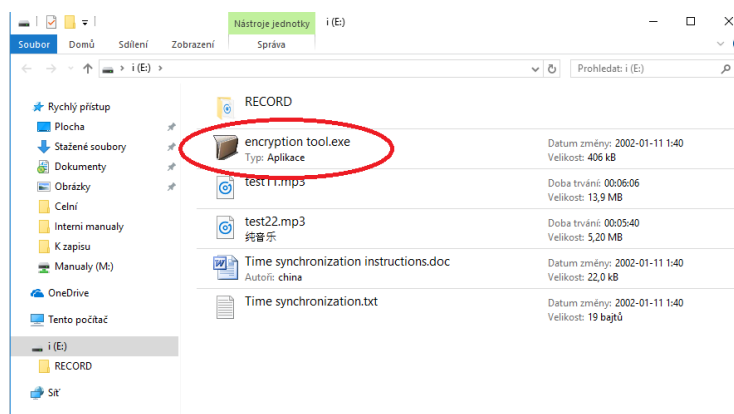 Nástroje jednotky
i (E:)
Soubor
Domů
Sdílení
Zobrazení
Správa
i (E:)
Prohledat: i (E:)
Rychlý přístup
Plocha
Stažené soubory
Dokumenty
Obrázky
Celní
Interni manualy
K zapisu
Manualy (M:)
OneDrive
Tento počítač
i (E:)
RECORD
Síť
RECORD
encryption tool.exe
Typ: Aplikace
Datum změny: 2002-01-11 1:40
Velikost: 406 kB
test11.mp3
Doba trvání: 00:06:06
Velikost: 13,9 MB
test22.mp3
纯音乐
Doba trvání: 00:05:40
Velikost: 5,20 MB
Time synchronization instructions.doc
Autoři: china
Datum změny: 2002-01-11 1:40
Velikost: 22,0 kB
Time synchronization.txt
Datum změny: 2002-01-11 1:40
Velikost: 19 bajtů